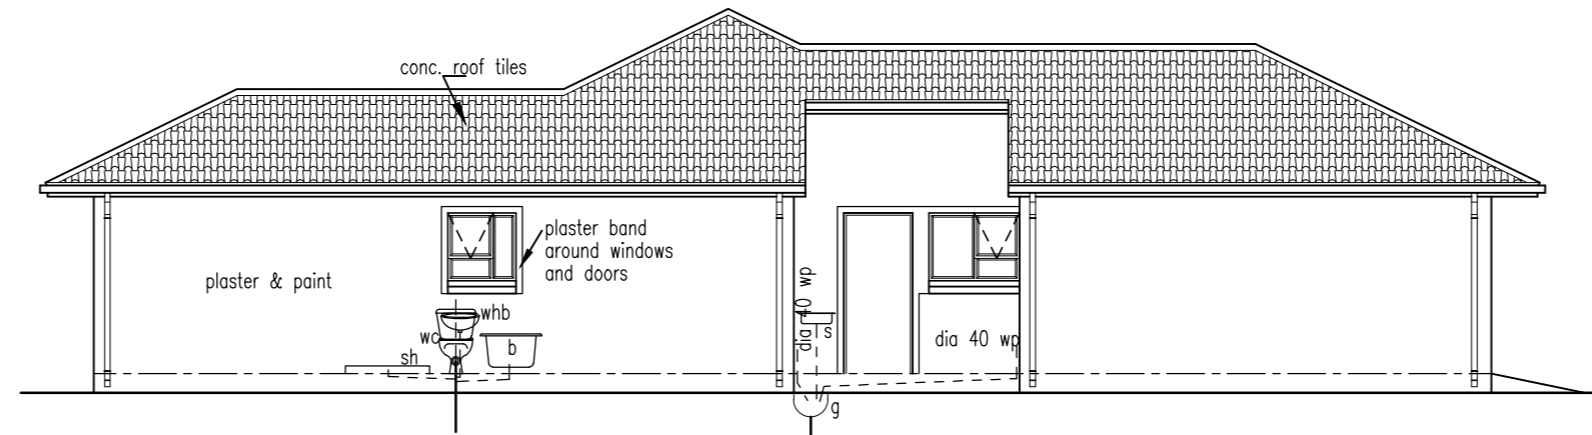 conc. roof tiles
plaster band
around windows
and doors
plaster & paint
whb
wc
b
sh
dia 40 wp
s
dia 40 wp
g